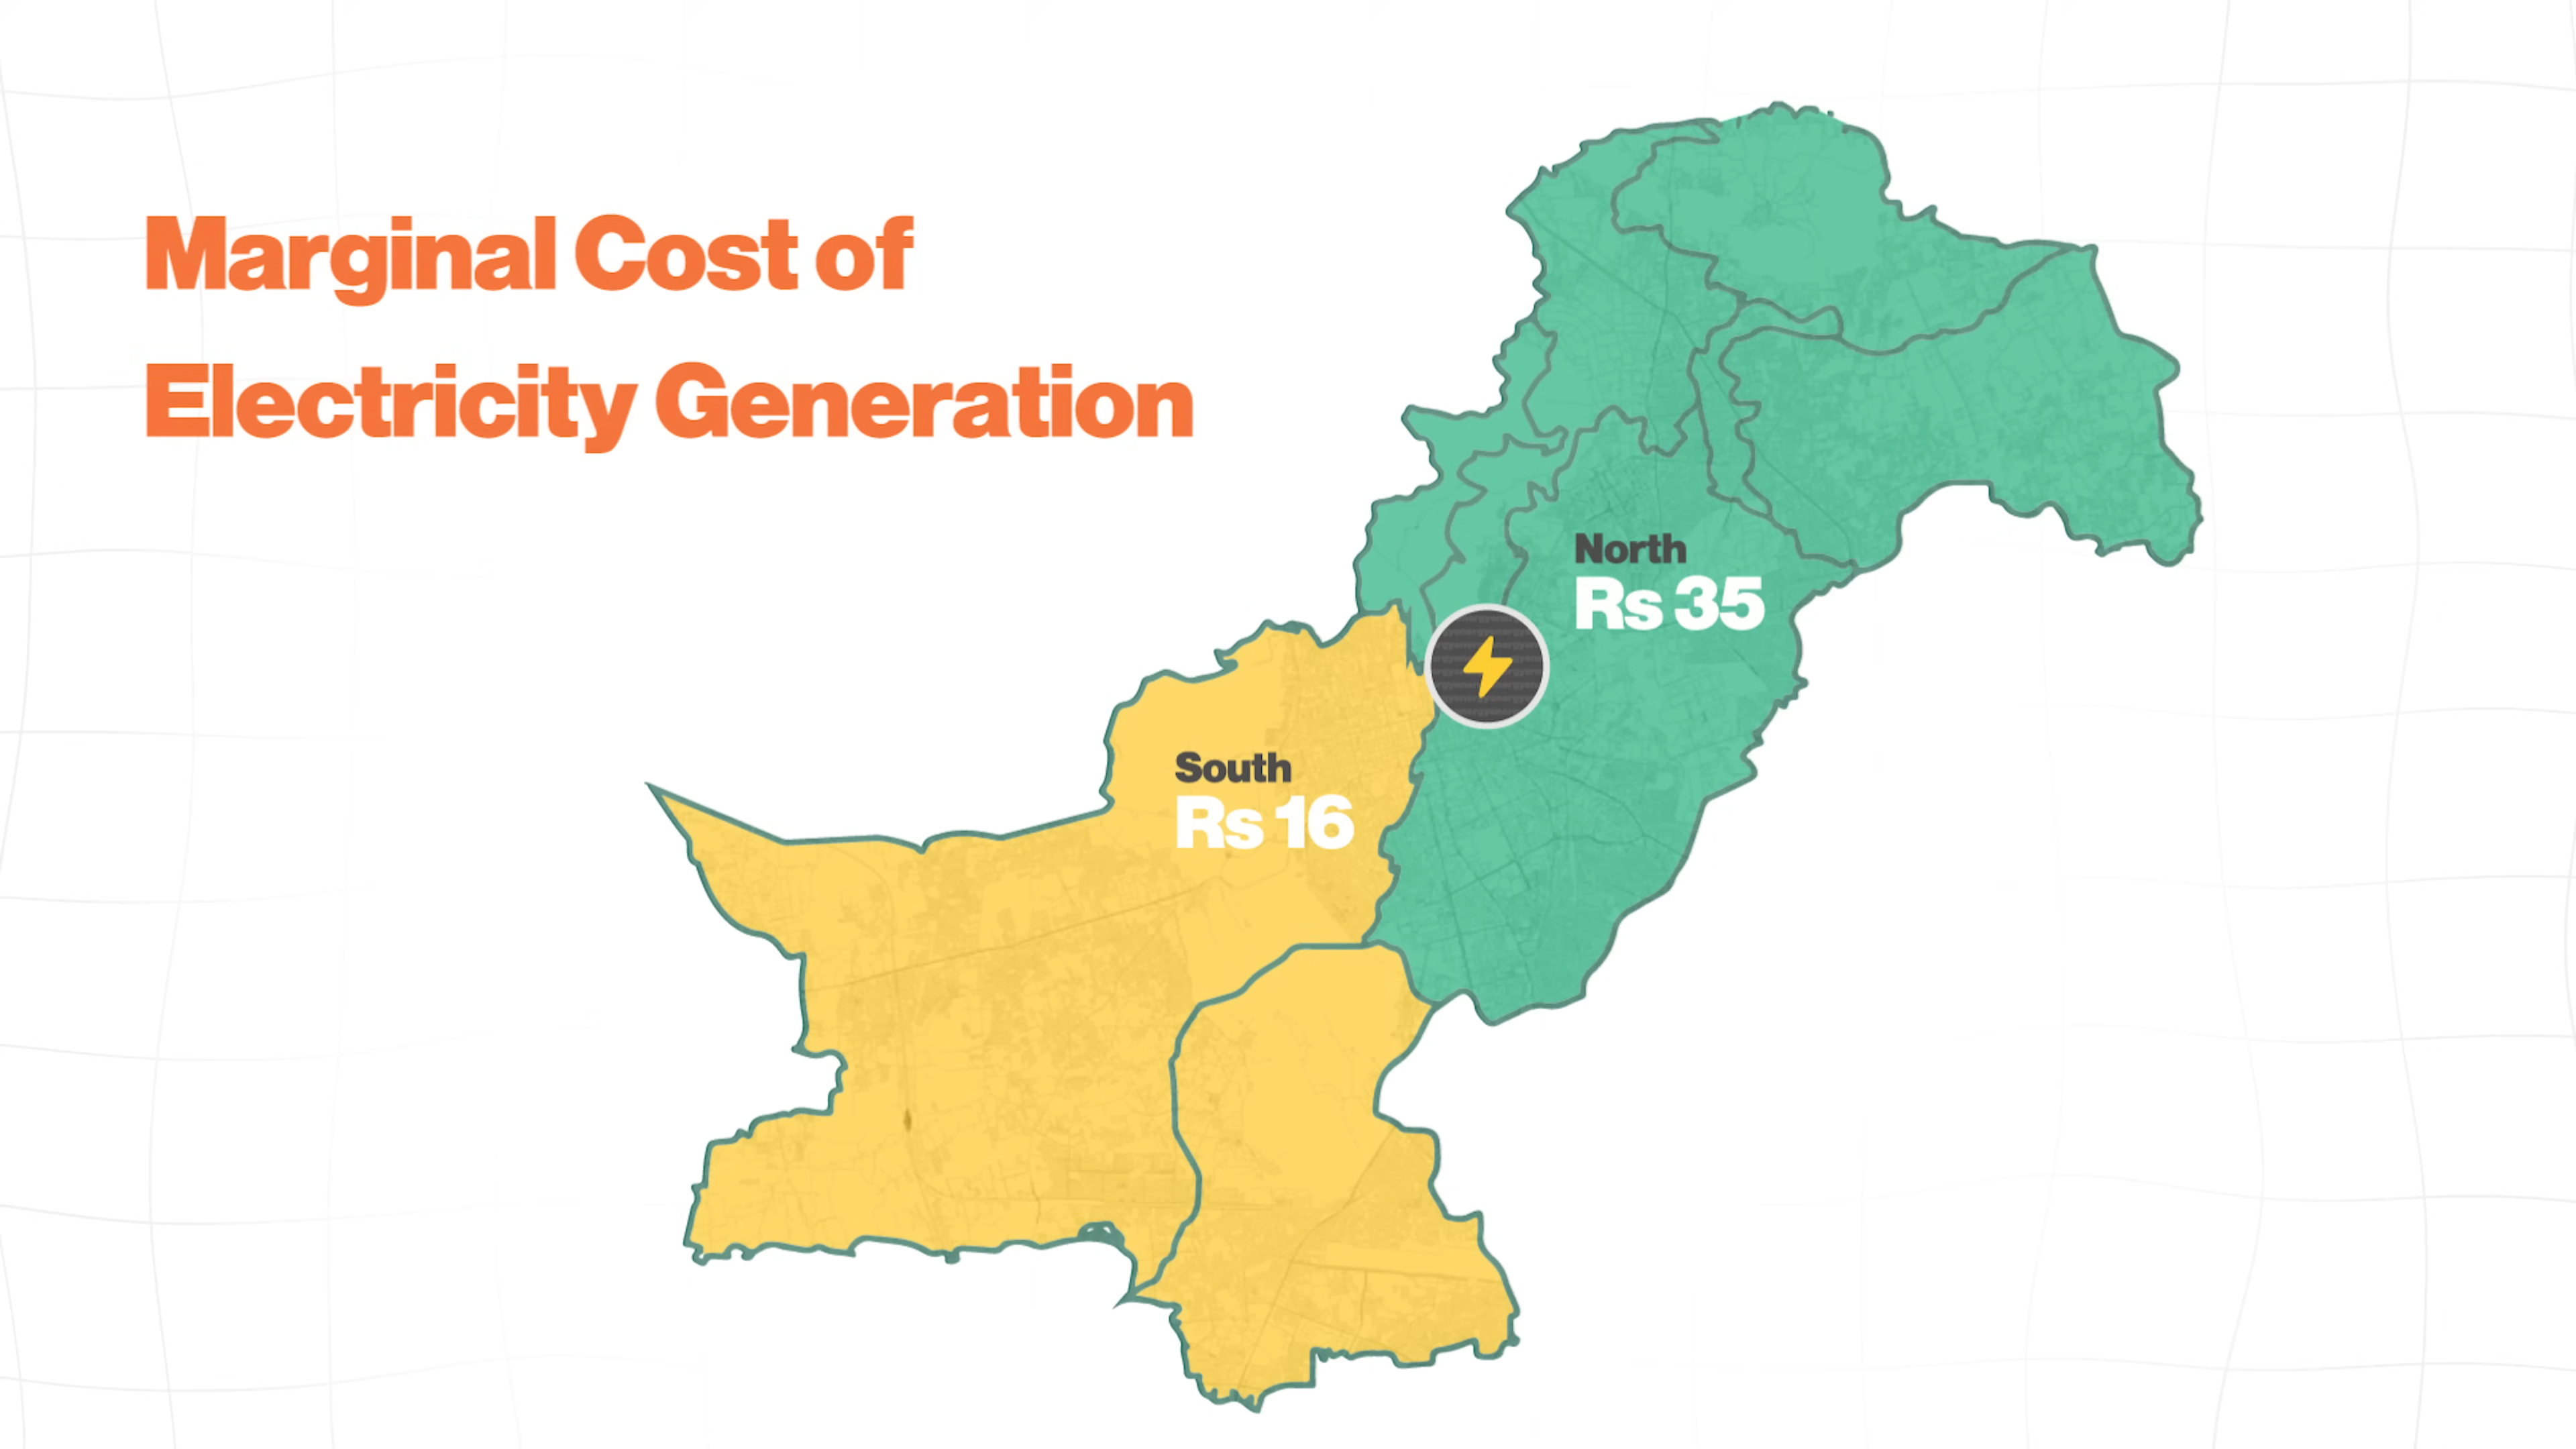 Marginal Cost of
Electricity Generation
North
Rs 35
South
Rs 16